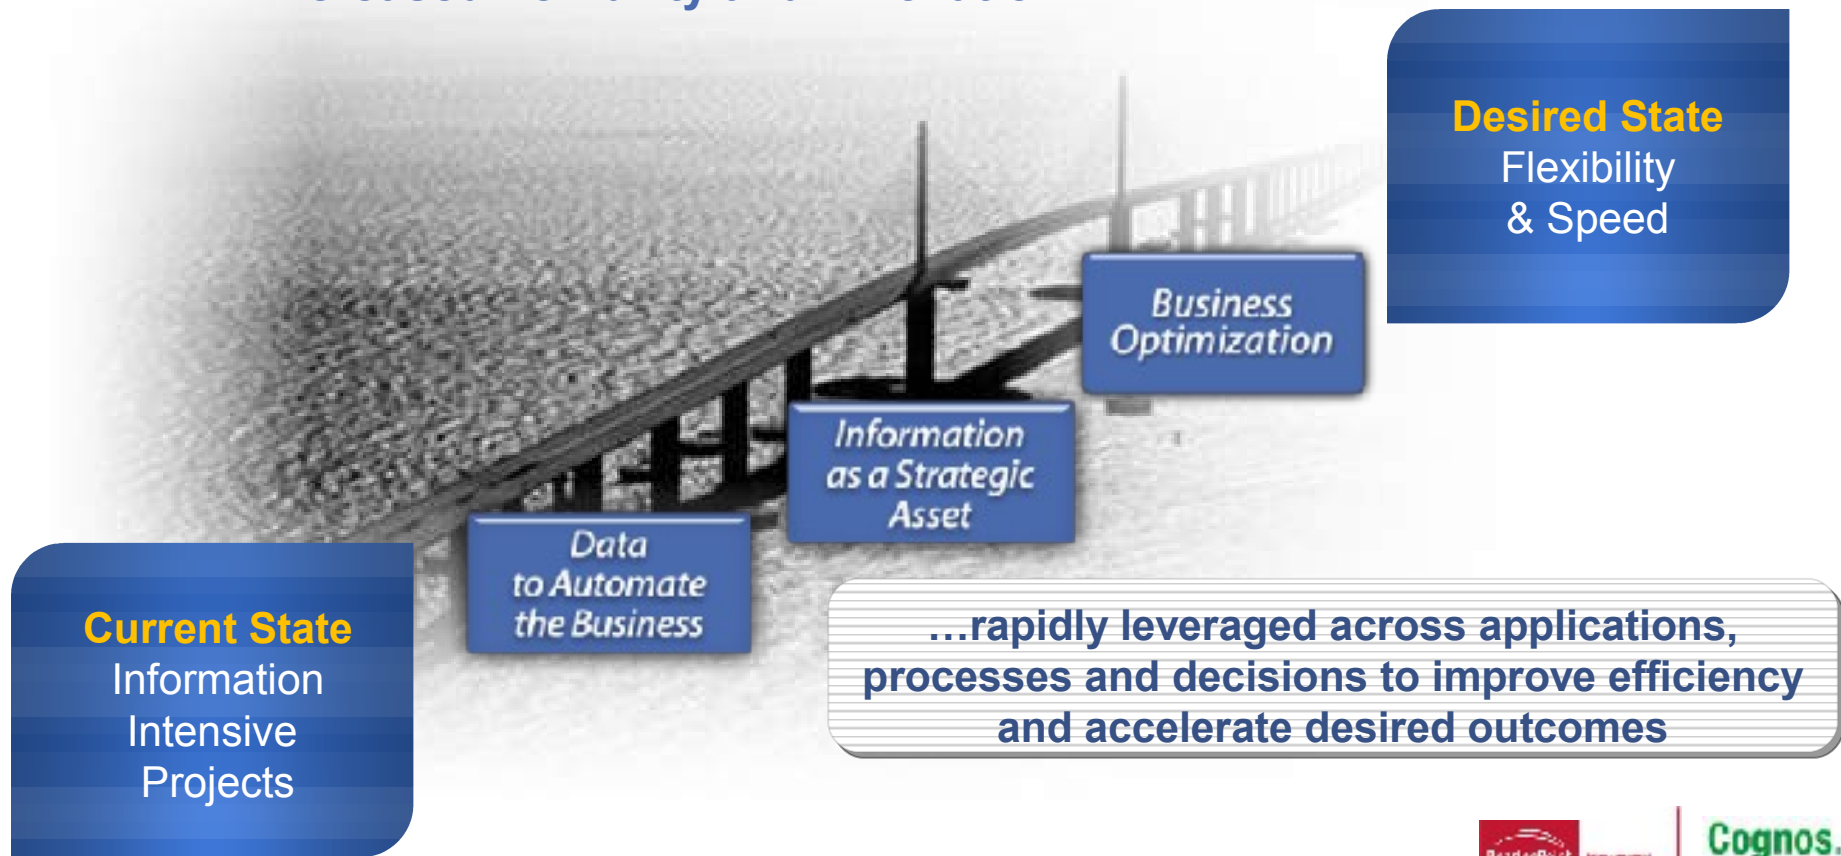 Desired State
Flexibility
& Speed
Business
Optimization
Information
as a Strategic
Asset
Data
to Automate
the Business
Current State
Information
Intensive
Projects
…rapidly leveraged across applications,
processes and decisions to improve efficiency
and accelerate desired outcomes
Cognos.